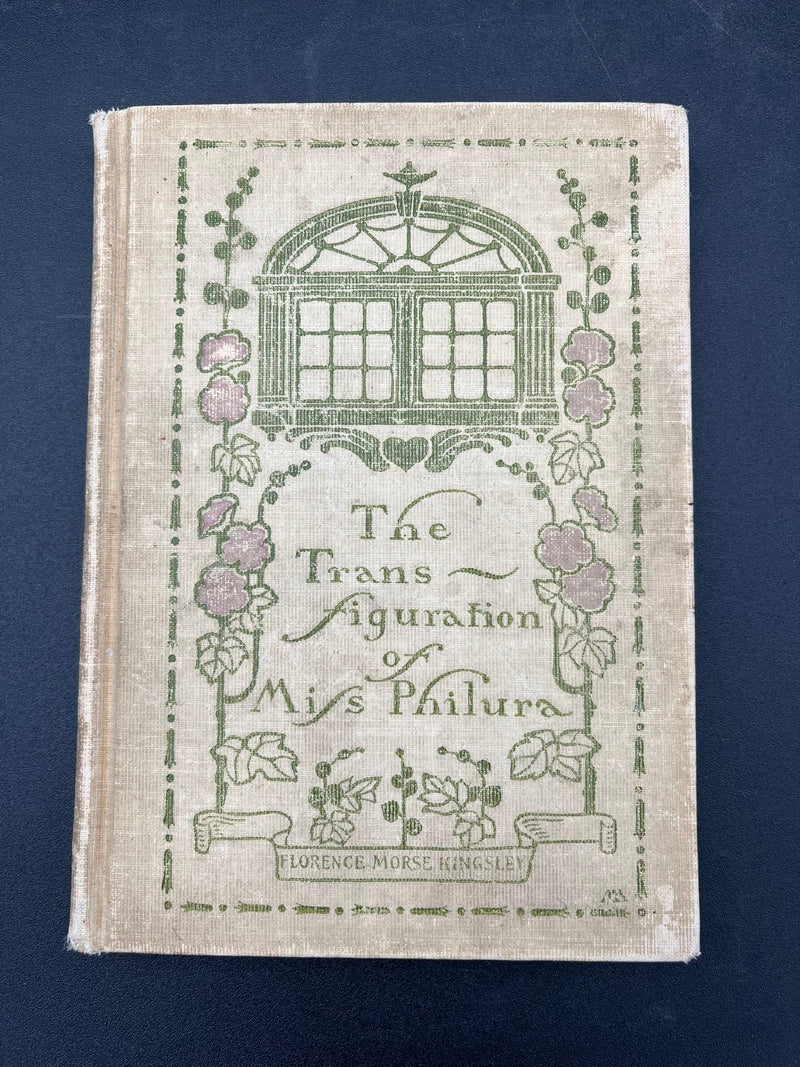 The
Trans~
figuration
of
Miss Philura
FLORENCE MORSE KINGSLEY